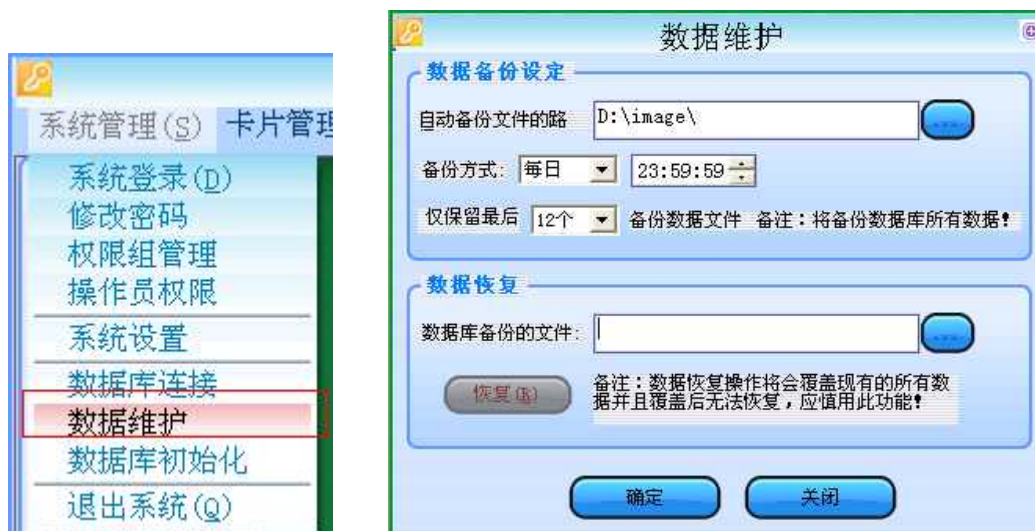 系统管理(S) 卡片管理
系统登录(D)
修改密码
权限组管理
操作员权限
系统设置
数据库连接
数据维护
数据库初始化
退出系统(Q)
数据维护
数据备份设定
自动备份文件的路 D:\image\ ...
备份方式: 每日 23:59:59
仅保留最后 12个 备份数据文件 备注：将备份数据库所有数据!
数据恢复
数据库备份的文件: ...
恢复(R) 备注：数据恢复操作将会覆盖现有的所有数
据并且覆盖后无法恢复，应慎用此功能!
确定 关闭